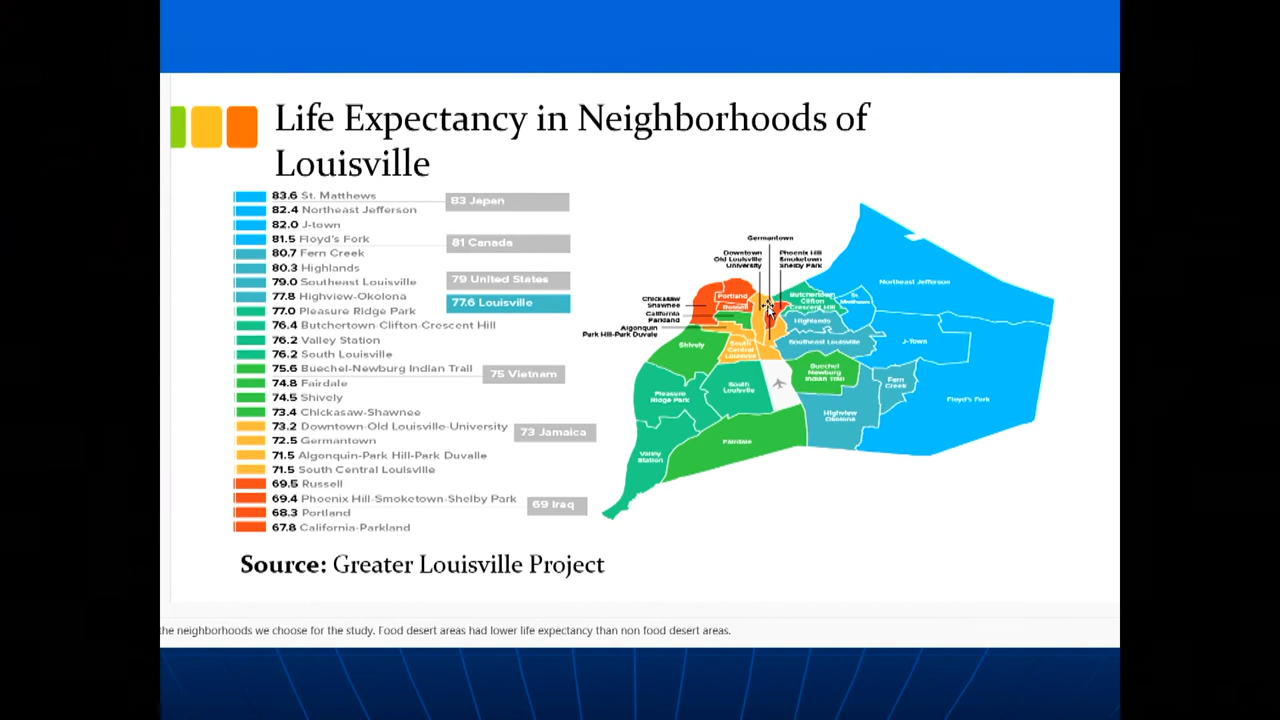 Life Expectancy in Neighborhoods of
Louisville
83.6 St. Matthews
83 Japan
82.4 Northeast Jefferson
82.0 J-town
81.5 Floyd's Fork
81 Canada
80.7 Fern Creek
80.3 Highlands
79.0 Southeast Louisville
79 United States
77.8 Highview-Okolona
77.6 Louisville
77.0 Pleasure Ridge Park
76.4 Butchertown-Clifton-Crescent Hill
76.2 Valley Station
76.2 South Louisville
75.6 Buechel-Newburg Indian Trail
75 Vietnam
74.8 Fairdale
74.5 Shively
73.4 Chickasaw-Shawnee
73.2 Downtown-Old Louisville-University
73 Jamaica
72.5 Germantown
71.5 Algonquin-Park Hill-Park Duvalle
71.5 South Central Louisville
69.5 Russell
69.4 Phoenix Hill-Smoketown-Shelby Park
69 Iraq
68.3 Portland
67.8 California-Parkland
Germantown
Downtown
Old Louisville
University
Phoenix Hill
Smoketown
Shelby Park
Northeast Jefferson
Portland
Russell
Butchertown
Clifton
Crescent Hill
St.
Matthews
Chickasaw
Shawnee
California
Parkland
Algonquin
Park Hill-Park Duvale
Highlands
Southeast Louisville
J-Town
Shively
South
Central
Louisville
Buechel
Newburg
Indian Trail
Fern
Creek
Pleasure
Ridge Park
South
Louisville
Floyd's Fork
Highview
Okolona
Fairdale
Valley
Station
Source: Greater Louisville Project
the neighborhoods we choose for the study. Food desert areas had lower life expectancy than non food desert areas.